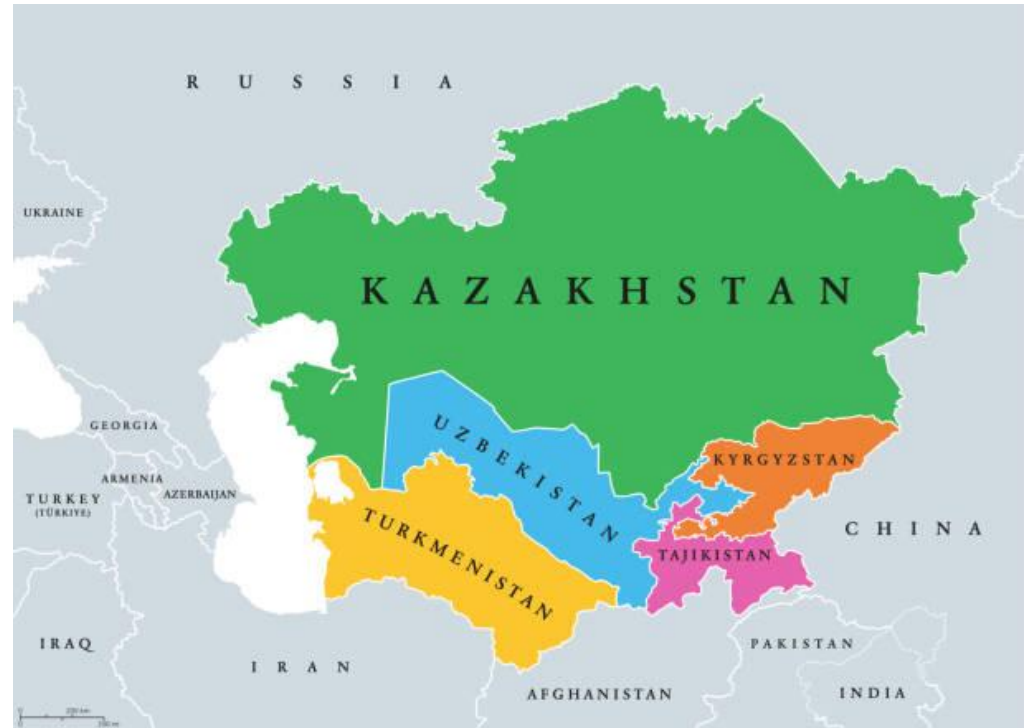 RUSSIA
UKRAINE
KAZAKHSTAN
GEORGIA
UZBEKISTAN
KYRGYZSTAN
ARMENIA
AZERBAIJAN
TURKEY
(TÜRKIYE)
TURKMENISTAN
CHINA
TAJIKISTAN
IRAQ
IRAN
PAKISTAN
AFGHANISTAN
INDIA